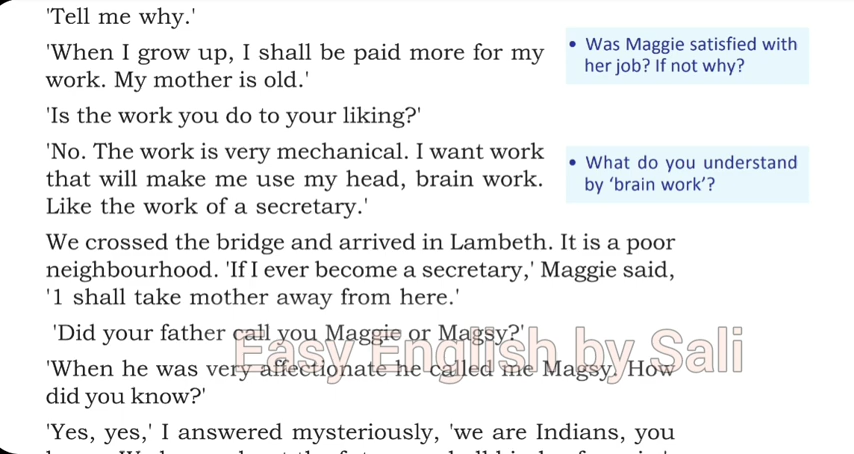 'Tell me why.'
'When I grow up, I shall be paid more for my
work. My mother is old.'
• Was Maggie satisfied with
her job? If not why?
'Is the work you do to your liking?'
'No. The work is very mechanical. I want work
that will make me use my head, brain work.
Like the work of a secretary.'
• What do you understand
by 'brain work'?
We crossed the bridge and arrived in Lambeth. It is a poor
neighbourhood. 'If I ever become a secretary,' Maggie said,
'1 shall take mother away from here.'
'Did your father call you Maggie or Magsy?'
'When he was very affectionate he called me Magsy. How
did you know?'
Easy English by Sali
'Yes, yes,' I answered mysteriously, 'we are Indians, you